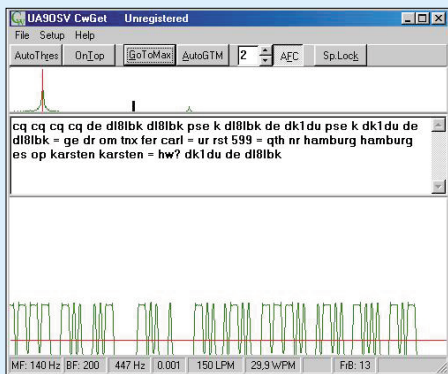 UA9OSV CwGet Unregistered
File Setup Help
AutoThres OnTop GoToMax AutoGTM 2 AFC Sp.Lock
cq cq cq cq de dl8lbk dl8lbk pse k dl8lbk de dk1du pse k dk1du de
dl8lbk = ge dr om tnx fer carl = ur rst 599 = qth nr hamburg hamburg
es op karsten karsten = hw? dk1du de dl8lbk
MF: 140 Hz BF: 200 447 Hz 0.001 150 LPM 29,9 WPM FrB: 13